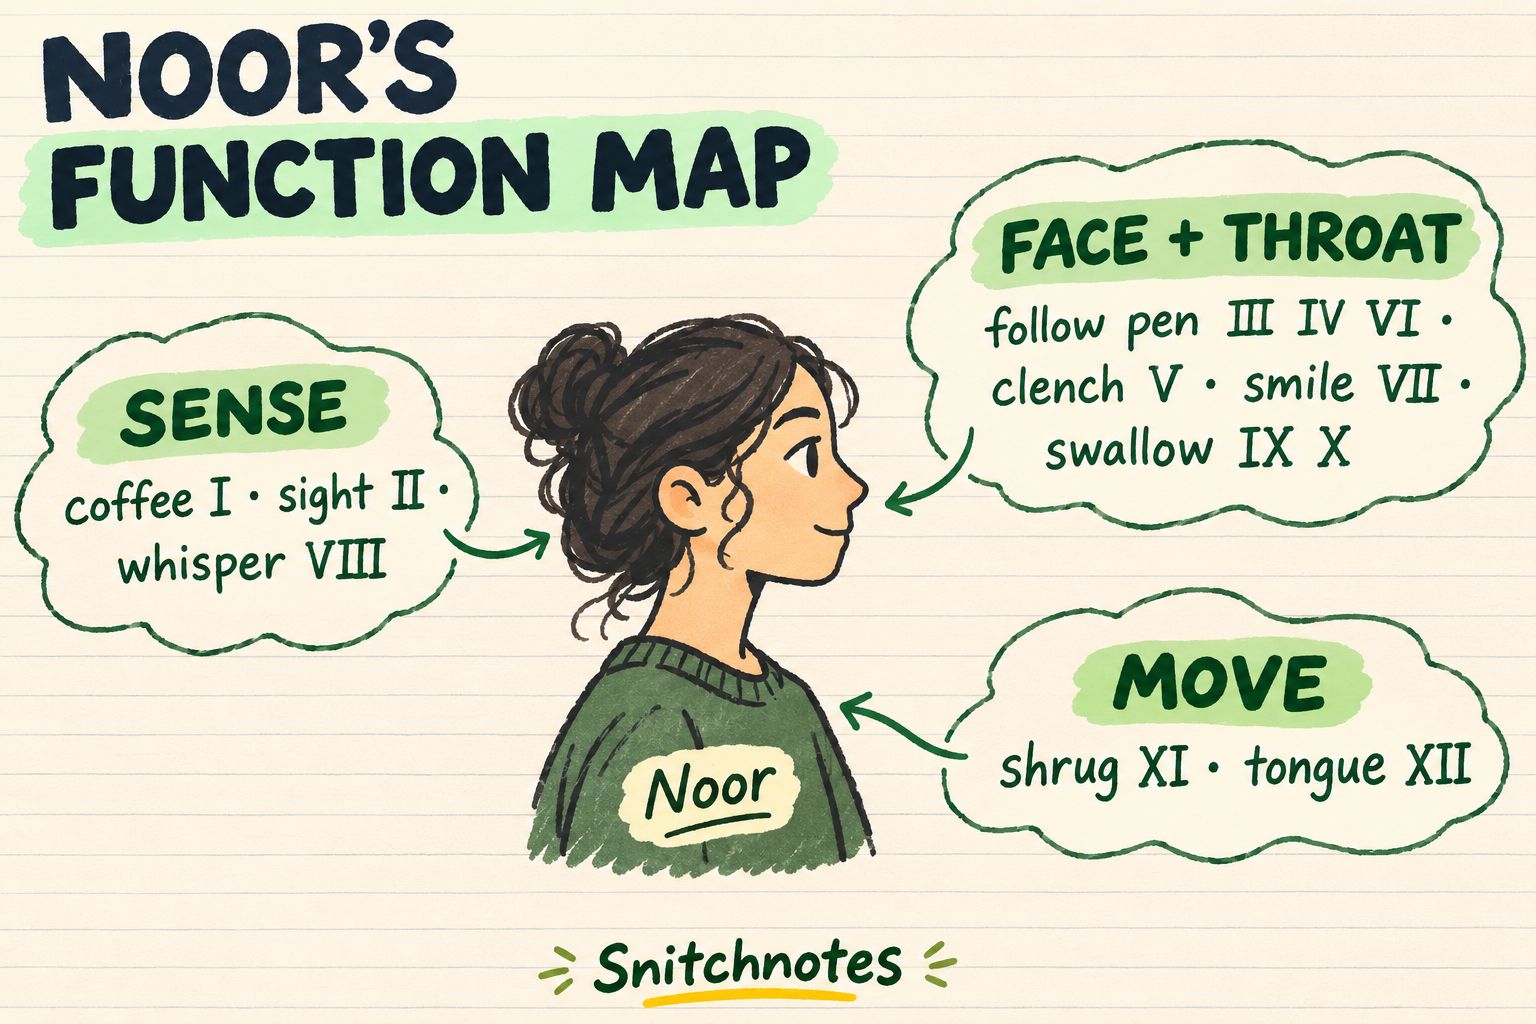 NOOR'S
FUNCTION MAP
SENSE
coffee I · sight II ·
whisper VIII
FACE + THROAT
follow pen III IV VI ·
clench V · smile VII ·
swallow IX X
MOVE
shrug XI · tongue XII
Noor
Snitchnotes